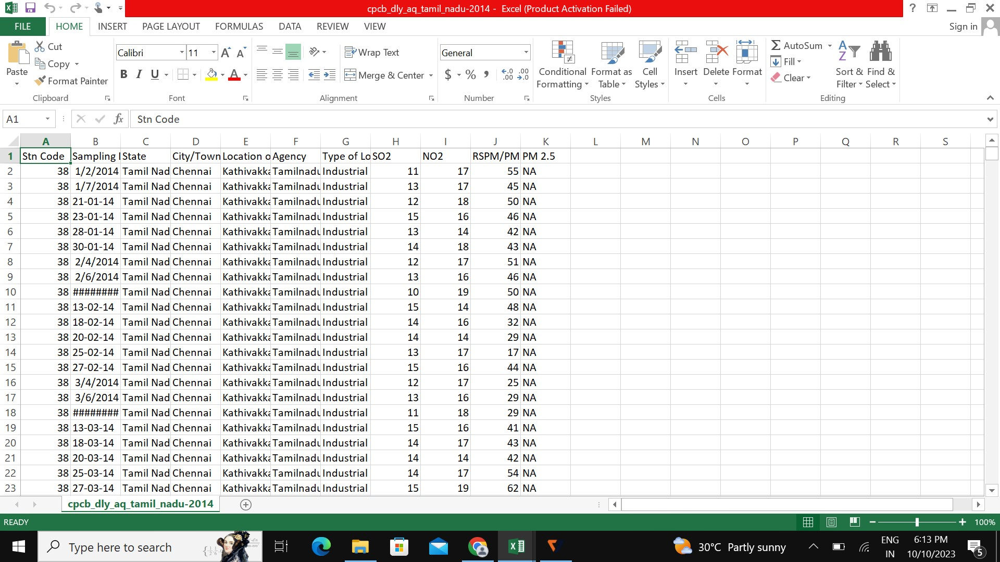 cpcb_dly_aq_tamil_nadu-2014 - Excel (Product Activation Failed)
FILE HOME INSERT PAGE LAYOUT FORMULAS DATA REVIEW VIEW Sign in
Cut
Copy
Format Painter
Paste
Clipboard
Calibri 11
B I U
Font
Wrap Text
Merge & Center
Alignment
General
$ % ,
Number
Conditional Formatting
Format as Table
Cell Styles
Styles
Insert Delete Format
Cells
AutoSum
Fill
Clear
Sort & Filter
Find & Select
Editing
A1 fx Stn Code
A B C D E F G H I J K L M N O P Q R S
1 Stn Code Sampling State City/Town Location o Agency Type of Lo SO2 NO2 RSPM/PM PM 2.5
2 38 1/2/2014 Tamil Nad Chennai Kathivakka Tamilnadu Industrial 11 17 55 NA
3 38 1/7/2014 Tamil Nad Chennai Kathivakka Tamilnadu Industrial 13 17 45 NA
4 38 21-01-14 Tamil Nad Chennai Kathivakka Tamilnadu Industrial 12 18 50 NA
5 38 23-01-14 Tamil Nad Chennai Kathivakka Tamilnadu Industrial 15 16 46 NA
6 38 28-01-14 Tamil Nad Chennai Kathivakka Tamilnadu Industrial 13 14 42 NA
7 38 30-01-14 Tamil Nad Chennai Kathivakka Tamilnadu Industrial 14 18 43 NA
8 38 2/4/2014 Tamil Nad Chennai Kathivakka Tamilnadu Industrial 12 17 51 NA
9 38 2/6/2014 Tamil Nad Chennai Kathivakka Tamilnadu Industrial 13 16 46 NA
10 38 ######## Tamil Nad Chennai Kathivakka Tamilnadu Industrial 10 19 50 NA
11 38 13-02-14 Tamil Nad Chennai Kathivakka Tamilnadu Industrial 15 14 48 NA
12 38 18-02-14 Tamil Nad Chennai Kathivakka Tamilnadu Industrial 14 16 32 NA
13 38 20-02-14 Tamil Nad Chennai Kathivakka Tamilnadu Industrial 14 14 29 NA
14 38 25-02-14 Tamil Nad Chennai Kathivakka Tamilnadu Industrial 13 17 17 NA
15 38 27-02-14 Tamil Nad Chennai Kathivakka Tamilnadu Industrial 15 16 44 NA
16 38 3/4/2014 Tamil Nad Chennai Kathivakka Tamilnadu Industrial 12 17 25 NA
17 38 3/6/2014 Tamil Nad Chennai Kathivakka Tamilnadu Industrial 13 16 29 NA
18 38 ######## Tamil Nad Chennai Kathivakka Tamilnadu Industrial 11 18 29 NA
19 38 13-03-14 Tamil Nad Chennai Kathivakka Tamilnadu Industrial 15 16 41 NA
20 38 18-03-14 Tamil Nad Chennai Kathivakka Tamilnadu Industrial 14 17 43 NA
21 38 20-03-14 Tamil Nad Chennai Kathivakka Tamilnadu Industrial 14 14 42 NA
22 38 25-03-14 Tamil Nad Chennai Kathivakka Tamilnadu Industrial 14 17 54 NA
23 38 27-03-14 Tamil Nad Chennai Kathivakka Tamilnadu Industrial 15 19 62 NA
cpcb_dly_aq_tamil_nadu-2014
READY 100%
Type here to search
30°C Partly sunny
ENG
IN
6:13 PM
10/10/2023
5